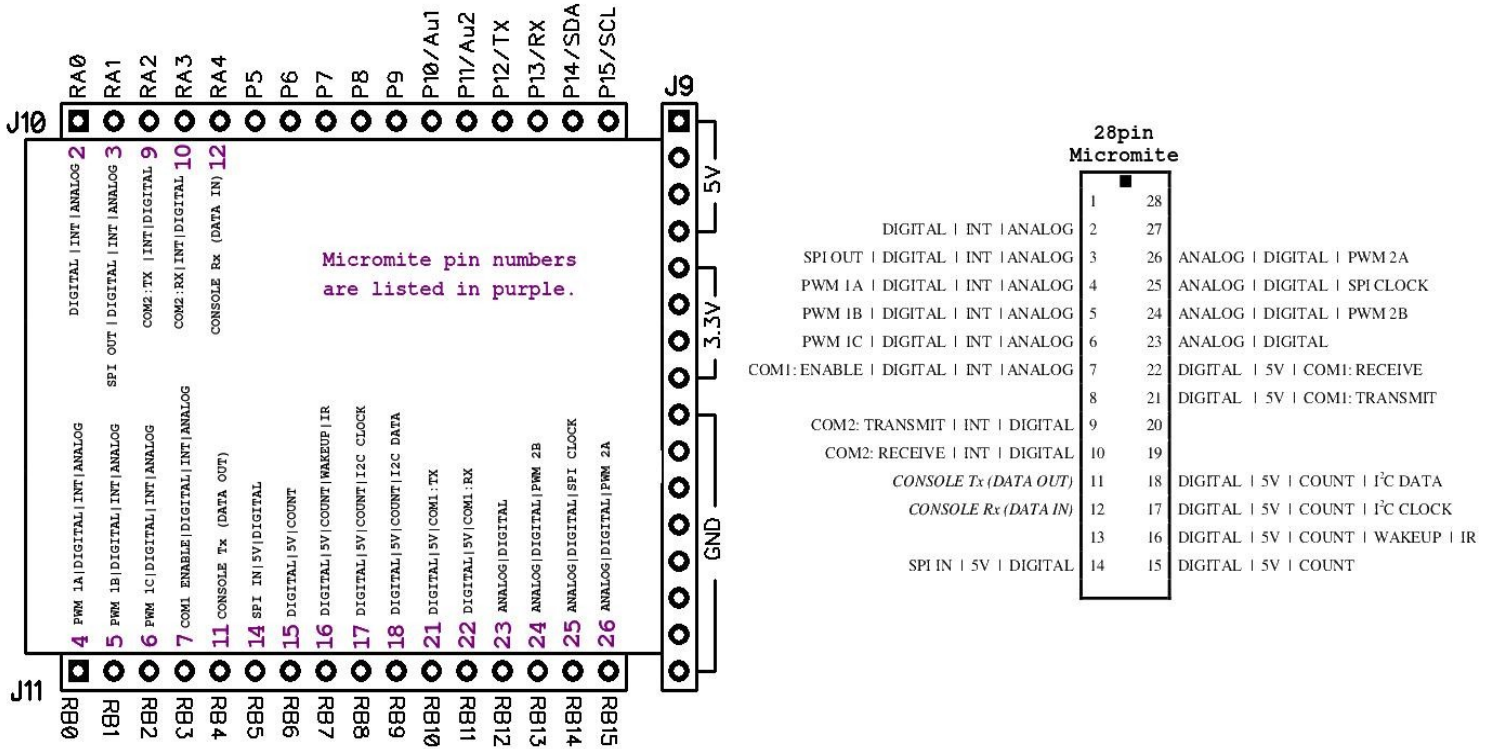 RA0
RA1
RA2
RA3
RA4
P5
P6
P7
P8
P9
P10/Au1
P11/Au2
P12/TX
P13/RX
P14/SDA
P15/SCL
J10
J9
2 DIGITAL|INT|ANALOG
3 SPI OUT|DIGITAL|INT|ANALOG
9 COM2:TX |INT|DIGITAL
10 COM2:RX|INT|DIGITAL
12 CONSOLE Rx (DATA IN)
Micromite pin numbers
are listed in purple.
5V
3.3V
GND
4 PWM 1A|DIGITAL|INT|ANALOG
5 PWM 1B|DIGITAL|INT|ANALOG
6 PWM 1C|DIGITAL|INT|ANALOG
7 COM1 ENABLE|DIGITAL|INT|ANALOG
11 CONSOLE Tx (DATA OUT)
14 SPI IN|5V|DIGITAL
15 DIGITAL|5V|COUNT
16 DIGITAL|5V|COUNT|WAKEUP|IR
17 DIGITAL|5V|COUNT|I2C CLOCK
18 DIGITAL|5V|COUNT|I2C DATA
21 DIGITAL|5V|COM1:TX
22 DIGITAL|5V|COM1:RX
23 ANALOG|DIGITAL
24 ANALOG|DIGITAL|PWM 2B
25 ANALOG|DIGITAL|SPI CLOCK
26 ANALOG|DIGITAL|PWM 2A
J11
RB0
RB1
RB2
RB3
RB4
RB5
RB6
RB7
RB8
RB9
RB10
RB11
RB12
RB13
RB14
RB15
28pin
Micromite
1 28
DIGITAL | INT | ANALOG 2 27
SPI OUT | DIGITAL | INT | ANALOG 3 26 ANALOG | DIGITAL | PWM 2A
PWM 1A | DIGITAL | INT | ANALOG 4 25 ANALOG | DIGITAL | SPI CLOCK
PWM 1B | DIGITAL | INT | ANALOG 5 24 ANALOG | DIGITAL | PWM 2B
PWM 1C | DIGITAL | INT | ANALOG 6 23 ANALOG | DIGITAL
COM1: ENABLE | DIGITAL | INT | ANALOG 7 22 DIGITAL | 5V | COM1: RECEIVE
8 21 DIGITAL | 5V | COM1: TRANSMIT
COM2: TRANSMIT | INT | DIGITAL 9 20
COM2: RECEIVE | INT | DIGITAL 10 19
CONSOLE Tx (DATA OUT) 11 18 DIGITAL | 5V | COUNT | I²C DATA
CONSOLE Rx (DATA IN) 12 17 DIGITAL | 5V | COUNT | I²C CLOCK
13 16 DIGITAL | 5V | COUNT | WAKEUP | IR
SPI IN | 5V | DIGITAL 14 15 DIGITAL | 5V | COUNT